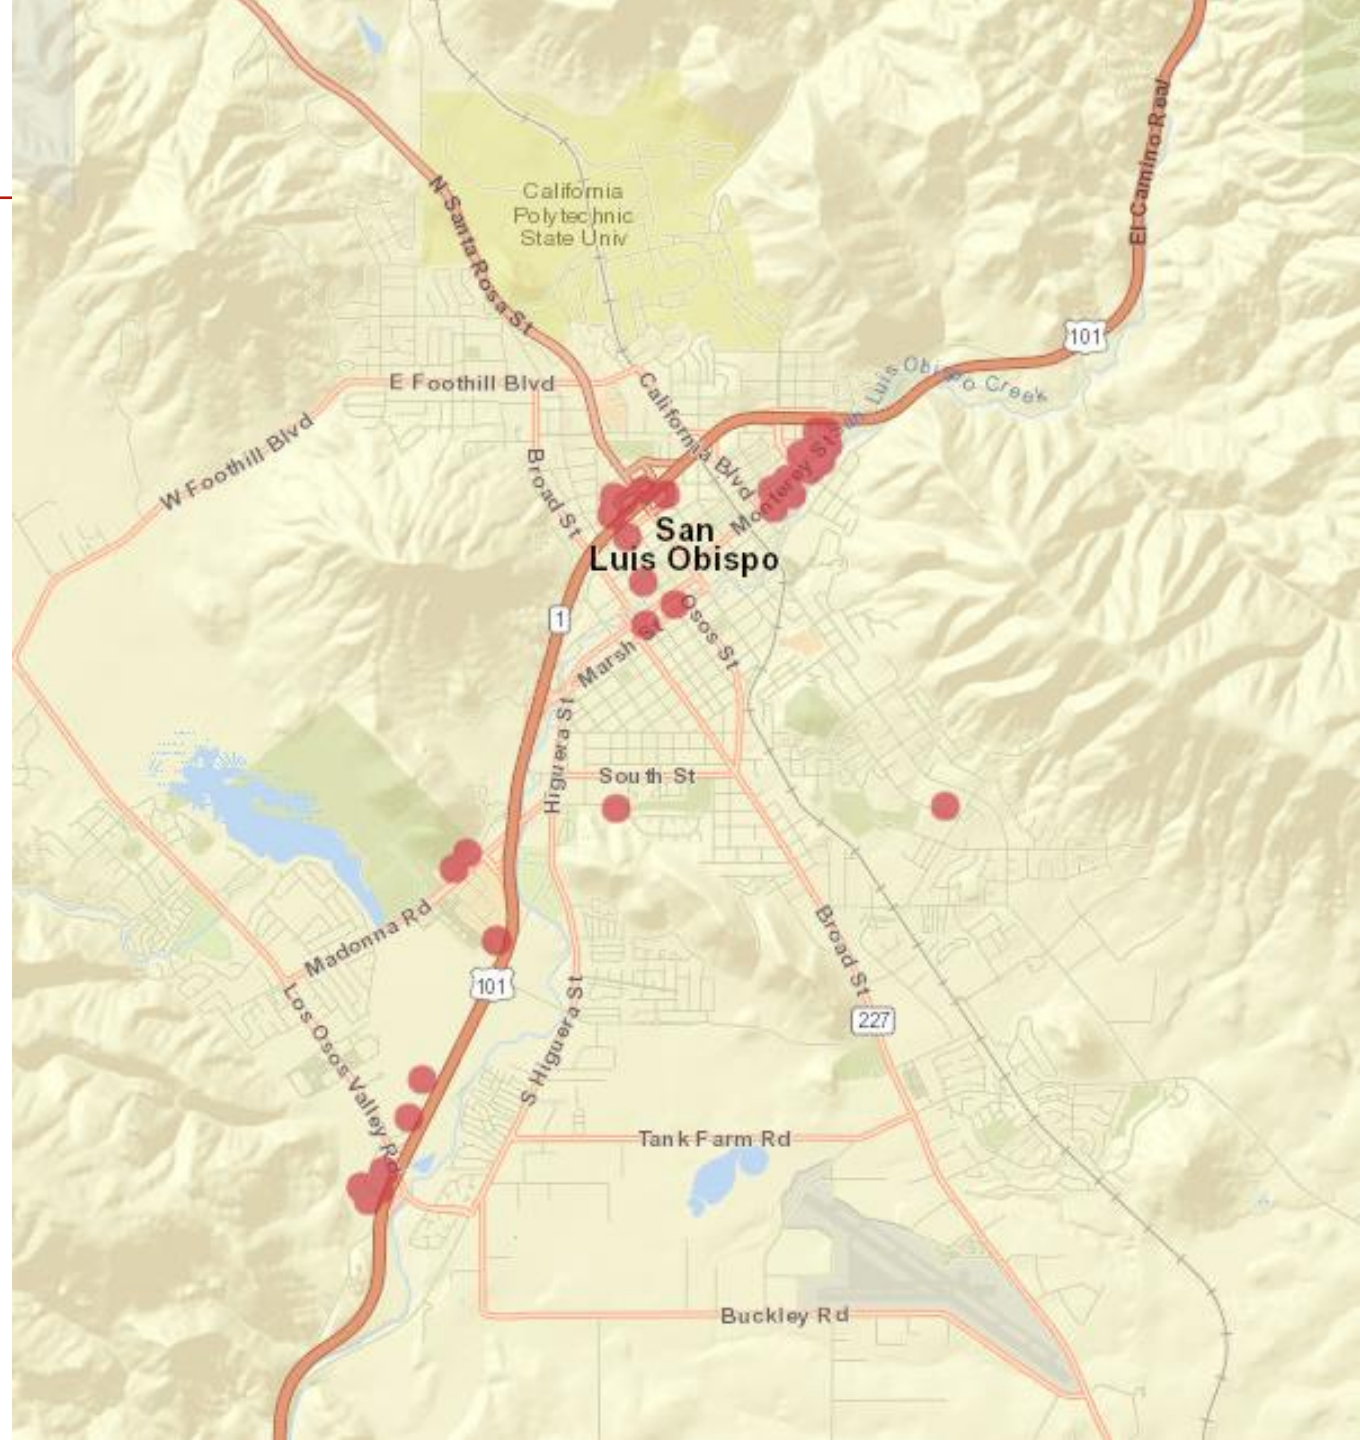 El Camino Real
N Santa Rosa St
California
Polytechnic
State Univ
101
San Luis Obispo Creek
E Foothill Blvd
California Blvd
W Foothill Blvd
Broad St
Monterey St
San
Luis Obispo
1
Osos St
Marsh St
Higuera St
South St
Madonna Rd
Broad St
101
Los Osos Valley Rd
227
S Higuera St
Tank Farm Rd
Buckley Rd